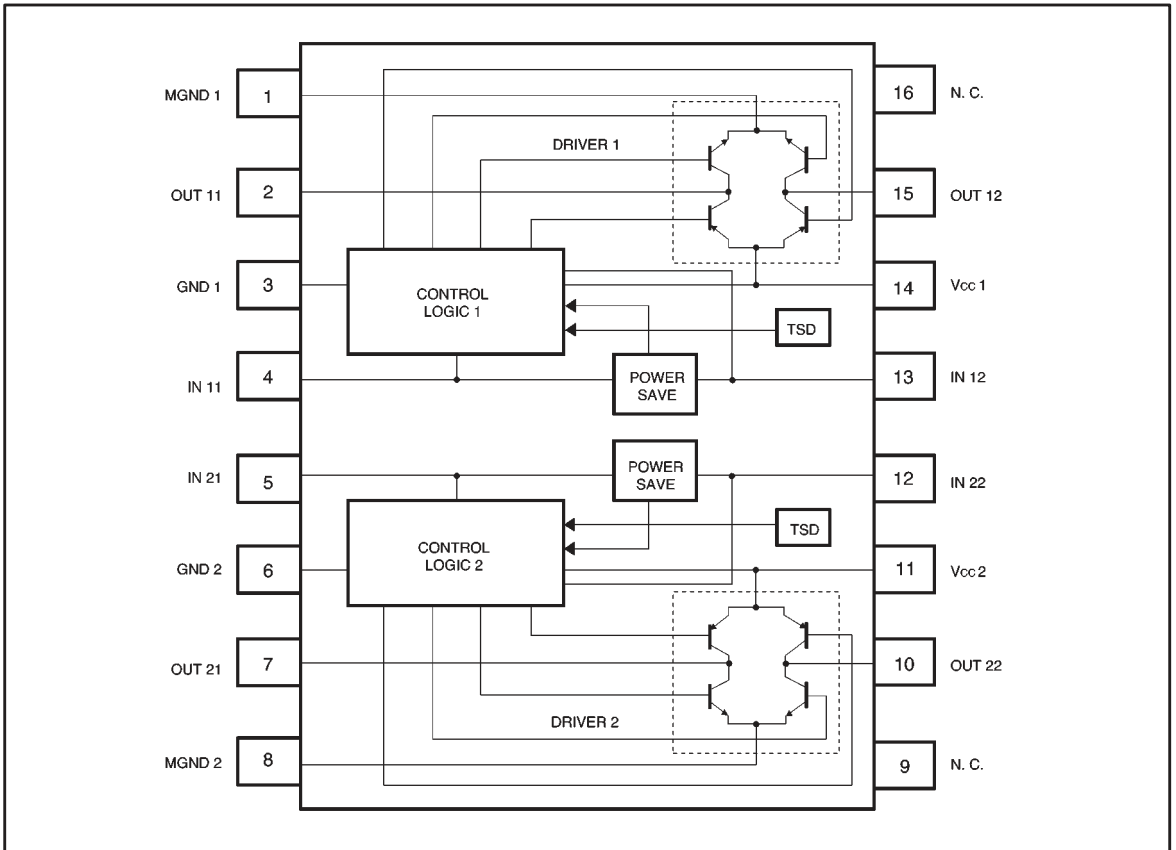 MGND 1
1
16
N. C.
DRIVER 1
OUT 11
2
15
OUT 12
GND 1
3
CONTROL
LOGIC 1
14
Vcc 1
TSD
IN 11
4
POWER
SAVE
13
IN 12
IN 21
5
POWER
SAVE
12
IN 22
TSD
GND 2
6
CONTROL
LOGIC 2
11
Vcc 2
OUT 21
7
10
OUT 22
DRIVER 2
MGND 2
8
9
N. C.